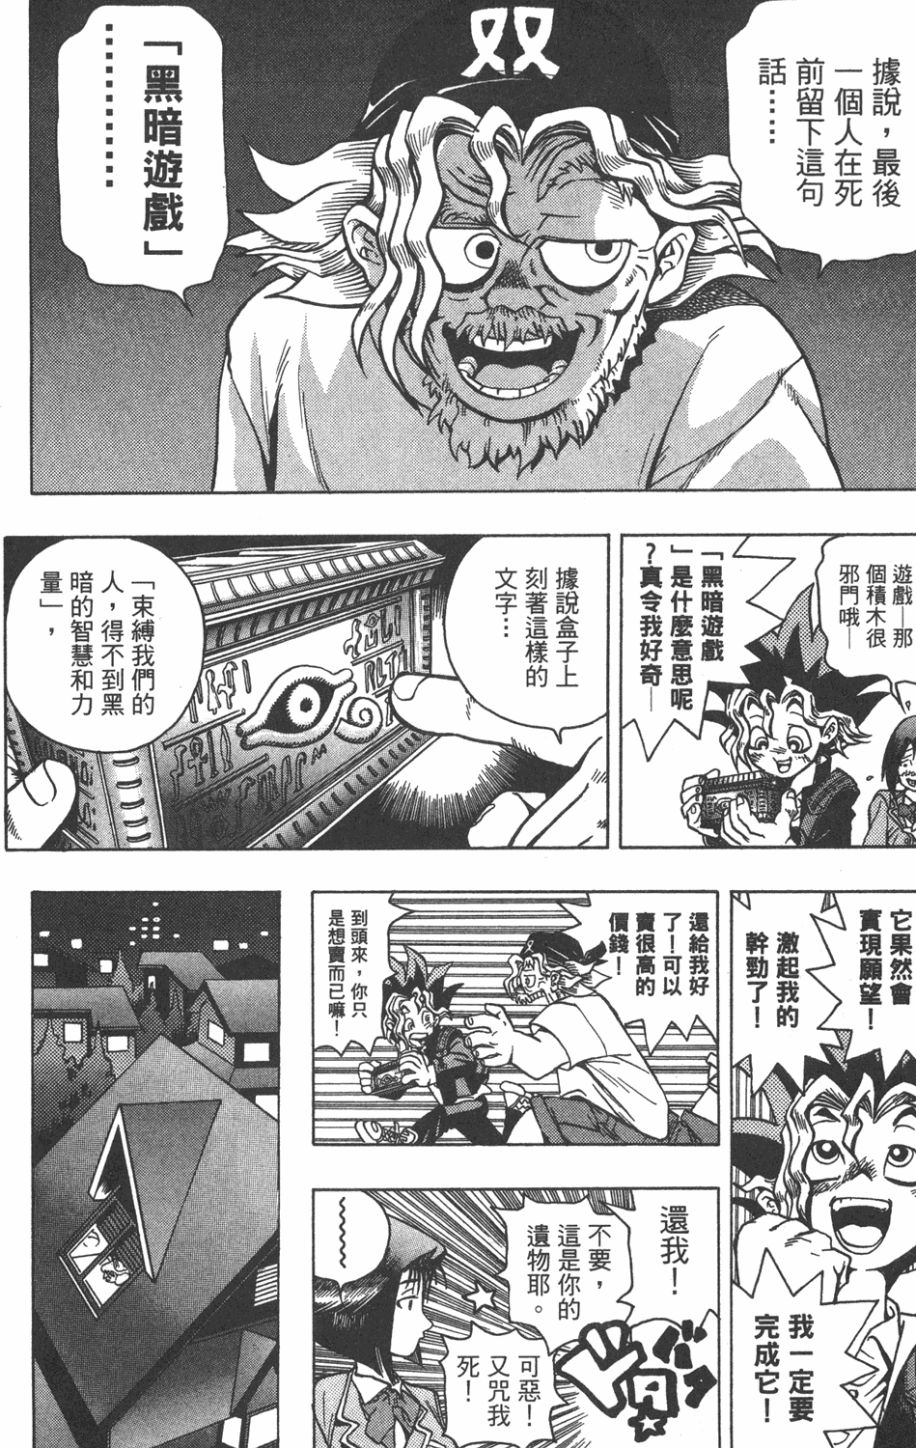 據說，最後
一個人在死
前留下這句
話……
双双
「黑暗遊戲」
…………
遊戲—那
個積木很
邪門哦—
「黑暗遊戲
」是什麼意思呢
？真令我好奇—
據說盒子上
刻著這樣的
文字…
「束縛我們的
人，得不到黑
暗的智慧和力
量」，
它果然會
實現願望！
激起我的
幹勁了！
我一定要
完成它！
還給我好
了！可以
賣很高的
價錢！
到頭來，你只
是想賣而已嘛！
還我！
不要，
這是你的
遺物耶。
可惡！
又咒我
死！